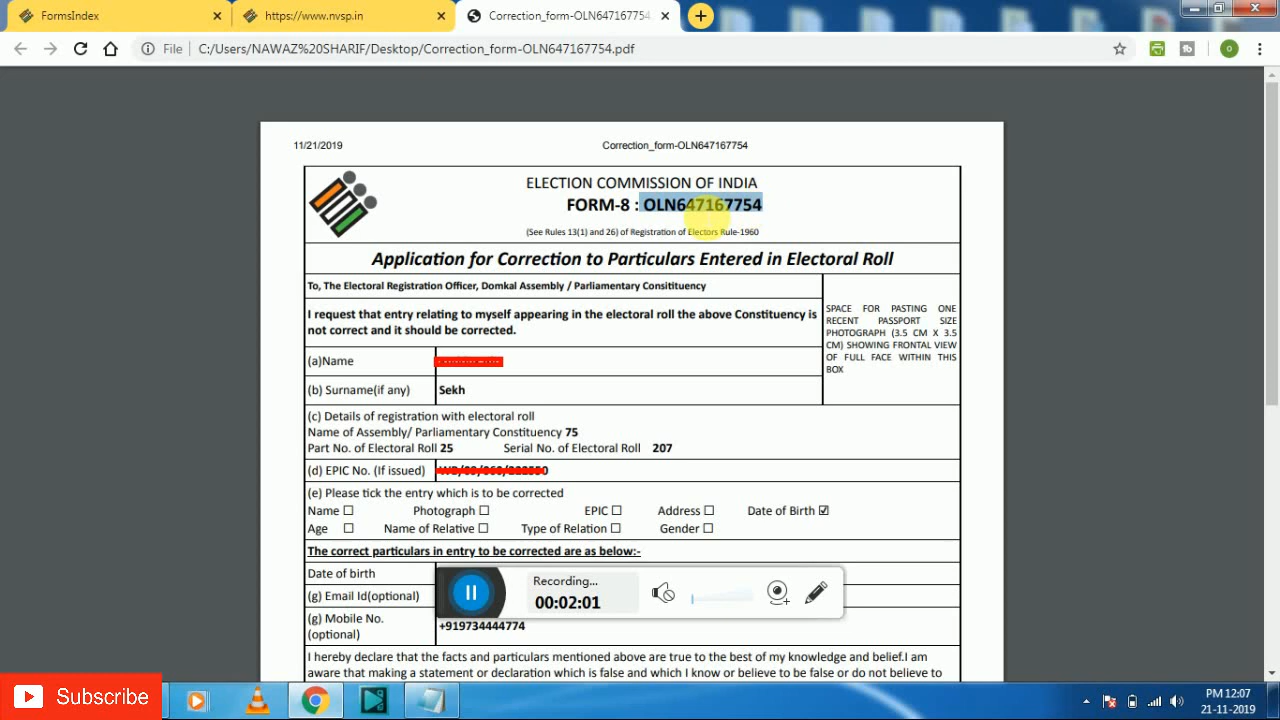 FormsIndex
https://www.nvsp.in
Correction_form-OLN647167754.
File | C:/Users/NAWAZ%20SHARIF/Desktop/Correction_form-OLN647167754.pdf
11/21/2019
Correction_form-OLN647167754
ELECTION COMMISSION OF INDIA
FORM-8 : OLN647167754
(See Rules 13(1) and 26) of Registration of Electors Rule-1960
Application for Correction to Particulars Entered in Electoral Roll
To, The Electoral Registration Officer, Domkal Assembly / Parliamentary Consitituency
I request that entry relating to myself appearing in the electoral roll the above Constituency is
not correct and it should be corrected.
SPACE FOR PASTING ONE
RECENT PASSPORT SIZE
PHOTOGRAPH (3.5 CM X 3.5
CM) SHOWING FRONTAL VIEW
OF FULL FACE WITHIN THIS
BOX
(a)Name
(b) Surname(if any) Sekh
(c) Details of registration with electoral roll
Name of Assembly/ Parliamentary Constituency 75
Part No. of Electoral Roll 25 Serial No. of Electoral Roll 207
(d) EPIC No. (If issued)
(e) Please tick the entry which is to be corrected
Name Photograph EPIC Address Date of Birth
Age Name of Relative Type of Relation Gender
The correct particulars in entry to be corrected are as below:-
Date of birth
(g) Email Id(optional)
(g) Mobile No.
(optional)
+919734444774
Recording...
00:02:01
I hereby declare that the facts and particulars mentioned above are true to the best of my knowledge and belief.I am
aware that making a statement or declaration which is false and which I know or believe to be false or do not believe to
Subscribe
PM 12:07
21-11-2019